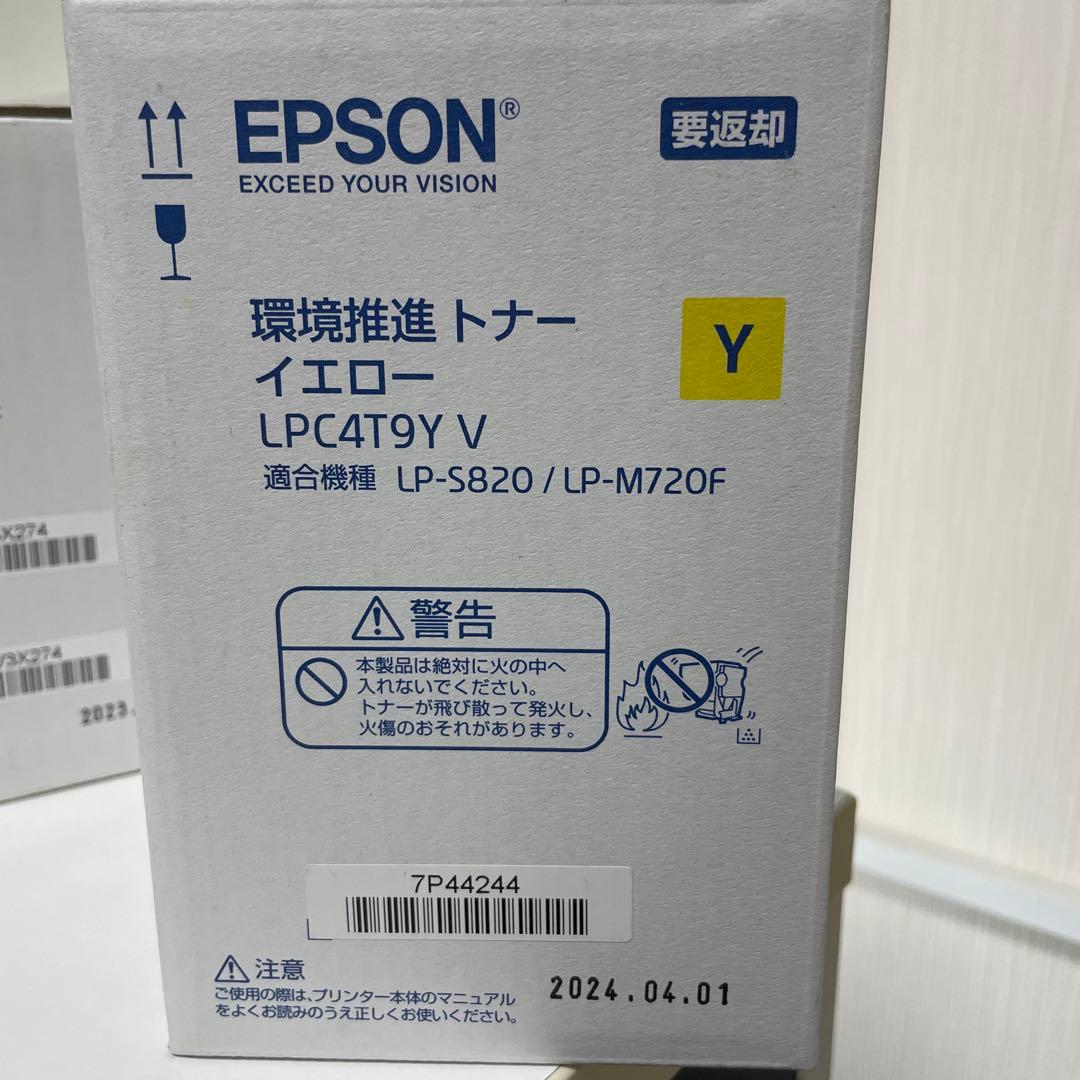 EPSON®
EXCEED YOUR VISION
要返却
環境推進 トナー
イエロー
Y
LPC4T9Y V
適合機種 LP-S820 / LP-M720F
警告
本製品は絶対に火の中へ
入れないでください。
トナーが飛び散って発火し、
火傷のおそれがあります。
7P44244
注意
ご使用の際は、プリンター本体のマニュアル
をよくお読みのうえ正しくお使いください。
2024.04.01
X274
X274
2023.